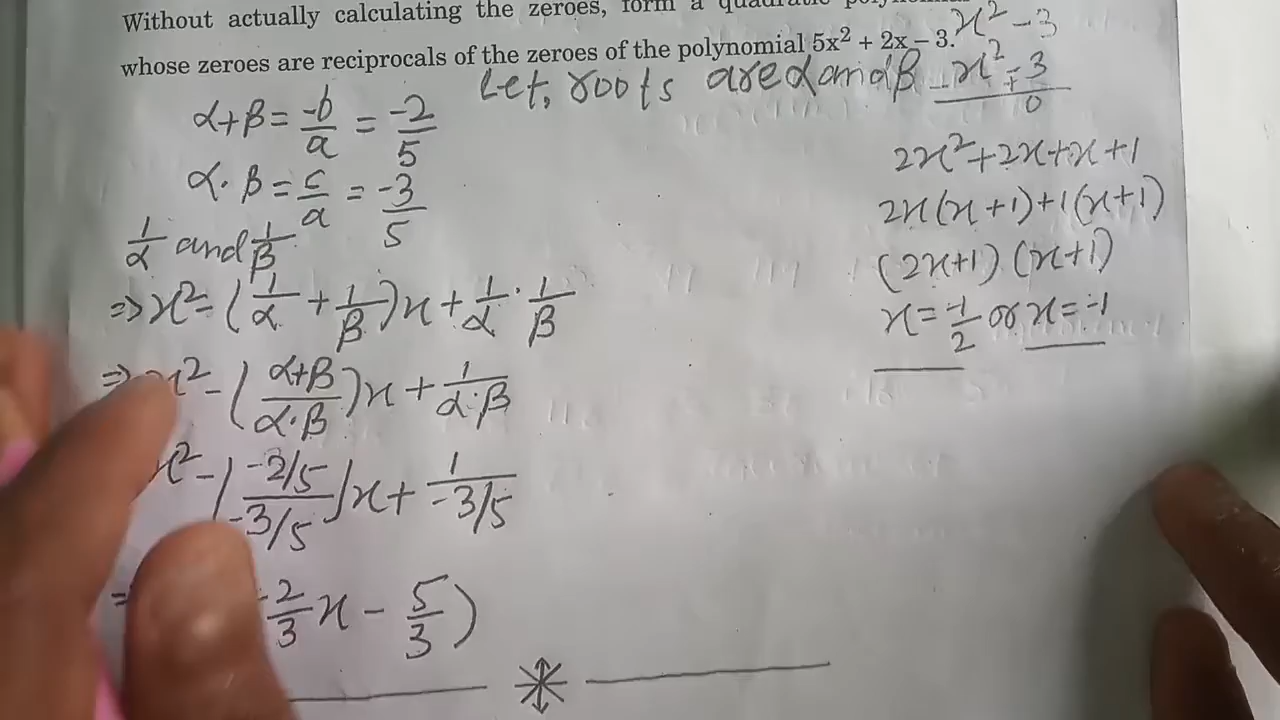 Without actually calculating the zeroes, form a quadratic
whose zeroes are reciprocals of the zeroes of the polynomial 5x² + 2x – 3.
x² - 3
Let, roots are α and β
- x² - 3
+
0
α+β = -b/a = -2/5
α·β = c/a = -3/5
1/α and 1/β
⇒ x² = (1/α + 1/β)x + 1/α · 1/β
⇒ x² - (α+β/α·β)x + 1/α·β
x² - (-2/5/-3/5)x + 1/-3/5
2/3 x - 5/3)
2x²+2x+x+1
2x(x+1)+1(x+1)
(2x+1)(x+1)
x = -1/2 or x = -1